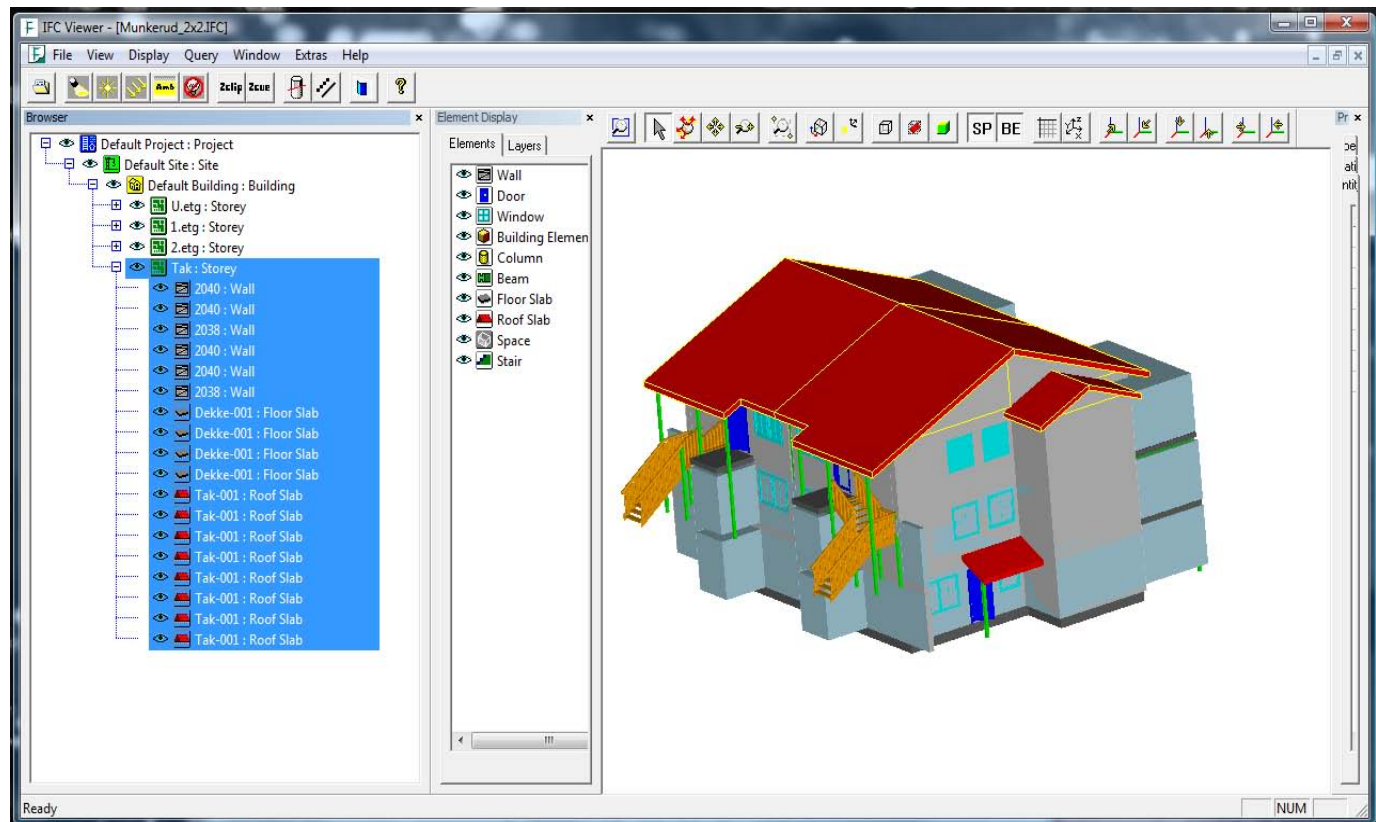 IFC Viewer - [Munkerud_2x2.IFC]
File View Display Query Window Extras Help
Amb Zclip Zcue ?
Browser
Default Project : Project
Default Site : Site
Default Building : Building
U.etg : Storey
1.etg : Storey
2.etg : Storey
Tak : Storey
2040 : Wall
2040 : Wall
2038 : Wall
2040 : Wall
2040 : Wall
2038 : Wall
Dekke-001 : Floor Slab
Dekke-001 : Floor Slab
Dekke-001 : Floor Slab
Dekke-001 : Floor Slab
Tak-001 : Roof Slab
Tak-001 : Roof Slab
Tak-001 : Roof Slab
Tak-001 : Roof Slab
Tak-001 : Roof Slab
Tak-001 : Roof Slab
Tak-001 : Roof Slab
Tak-001 : Roof Slab
Element Display
Elements Layers
Wall
Door
Window
Building Elemen
Column
Beam
Floor Slab
Roof Slab
Space
Stair
SP BE
Pr
Ready
NUM